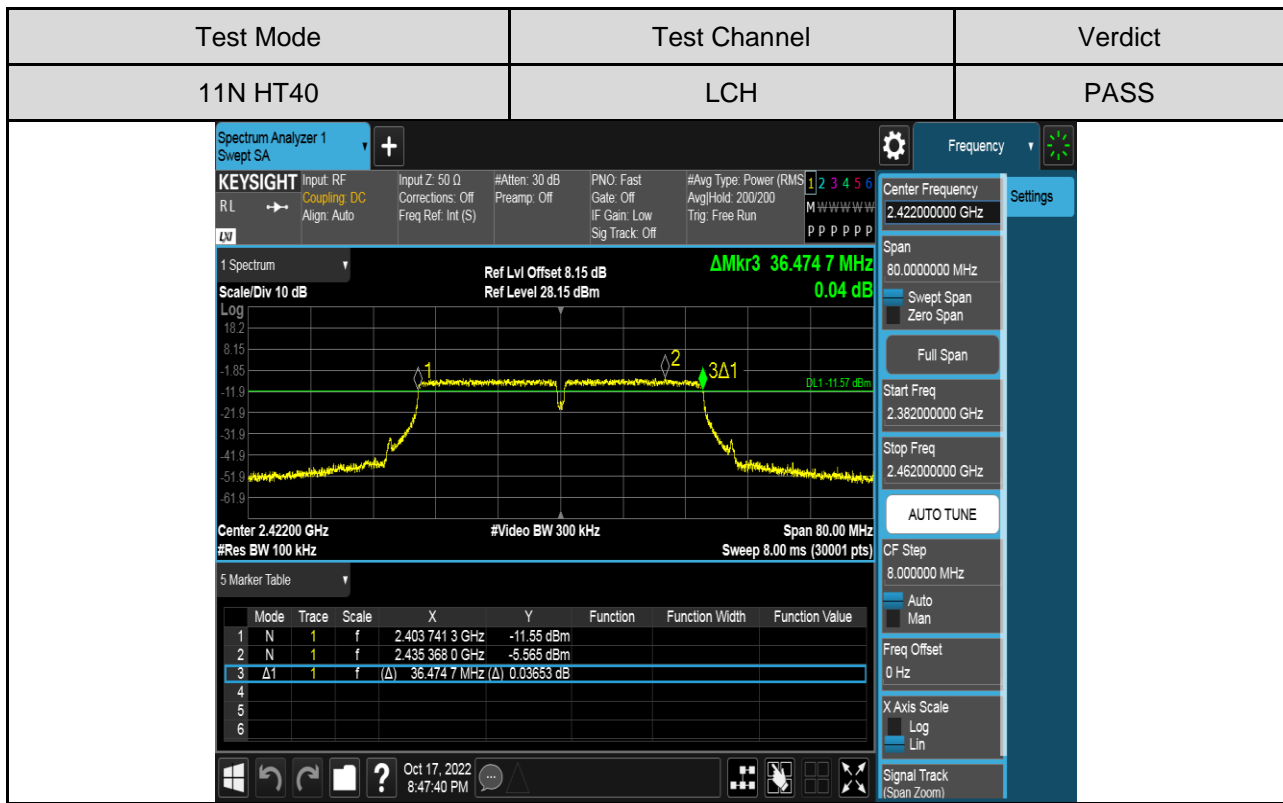 Test Mode Test Channel Verdict
11N HT40 LCH PASS
Spectrum Analyzer 1
Swept SA
+
Frequency
KEYSIGHT Input: RF Input Z: 50 Ω #Atten: 30 dB PNO: Fast #Avg Type: Power (RMS 1 2 3 4 5 6
RL Coupling: DC Corrections: Off Preamp: Off Gate: Off Avg|Hold: 200/200 M W W W W W
Align: Auto Freq Ref: Int (S) IF Gain: Low Trig: Free Run
LXI Sig Track: Off P P P P P P
1 Spectrum
Ref Lvl Offset 8.15 dB ΔMkr3 36.474 7 MHz
Scale/Div 10 dB Ref Level 28.15 dBm 0.04 dB
Log
18.2
8.15
-1.85
-11.9
-21.9
-31.9
-41.9
-51.9
-61.9
1
2
3Δ1
DL1 -11.57 dBm
Center 2.42200 GHz #Video BW 300 kHz Span 80.00 MHz
#Res BW 100 kHz Sweep 8.00 ms (30001 pts)
5 Marker Table
Mode Trace Scale X Y Function Function Width Function Value
1 N 1 f 2.403 741 3 GHz -11.55 dBm
2 N 1 f 2.435 368 0 GHz -5.565 dBm
3 Δ1 1 f (Δ) 36.474 7 MHz (Δ) 0.03653 dB
4
5
6
Center Frequency
2.422000000 GHz
Settings
Span
80.0000000 MHz
Swept Span
Zero Span
Full Span
Start Freq
2.382000000 GHz
Stop Freq
2.462000000 GHz
AUTO TUNE
CF Step
8.000000 MHz
Auto
Man
Freq Offset
0 Hz
X Axis Scale
Log
Lin
Signal Track
(Span Zoom)
? Oct 17, 2022
8:47:40 PM